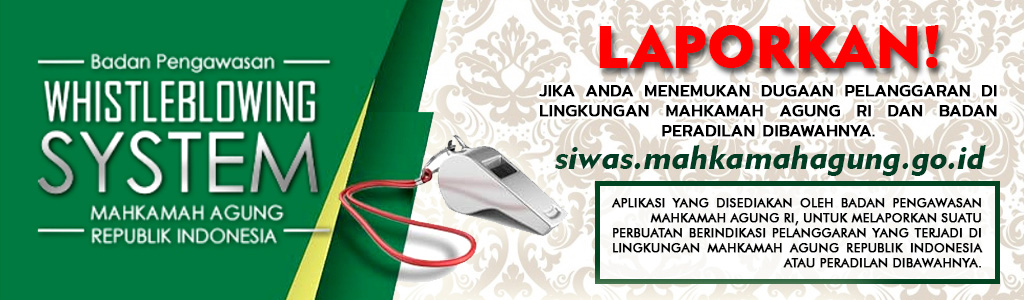 Badan Pengawasan
WHISTLEBLOWING
SYSTEM
MAHKAMAH AGUNG
REPUBLIK INDONESIA
LAPORKAN!
JIKA ANDA MENEMUKAN DUGAAN PELANGGARAN DI
LINGKUNGAN MAHKAMAH AGUNG RI DAN BADAN
PERADILAN DIBAWAHNYA.
siwas.mahkamahagung.go.id
APLIKASI YANG DISEDIAKAN OLEH BADAN PENGAWASAN
MAHKAMAH AGUNG RI, UNTUK MELAPORKAN SUATU
PERBUATAN BERINDIKASI PELANGGARAN YANG TERJADI DI
LINGKUNGAN MAHKAMAH AGUNG REPUBLIK INDONESIA
ATAU PERADILAN DIBAWAHNYA.